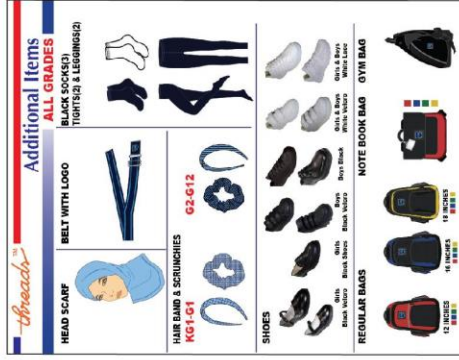 threads™
Additional Items
ALL GRADES
HEAD SCARF
BELT WITH LOGO
BLACK SOCKS(3)
TIGHTS(2) & LEGGINGS(2)
HAIR BAND & SCRUNCHIES
KG1-G1
G2-G12
SHOES
Girls
Black Velcro
Girls
Black Shoes
Boys
Black Velcro
Boys Black
Girls & Boys
White Velcro
Girls & Boys
White Lace
REGULAR BAGS
NOTE BOOK BAG
GYM BAG
12 INCHES
16 INCHES
18 INCHES